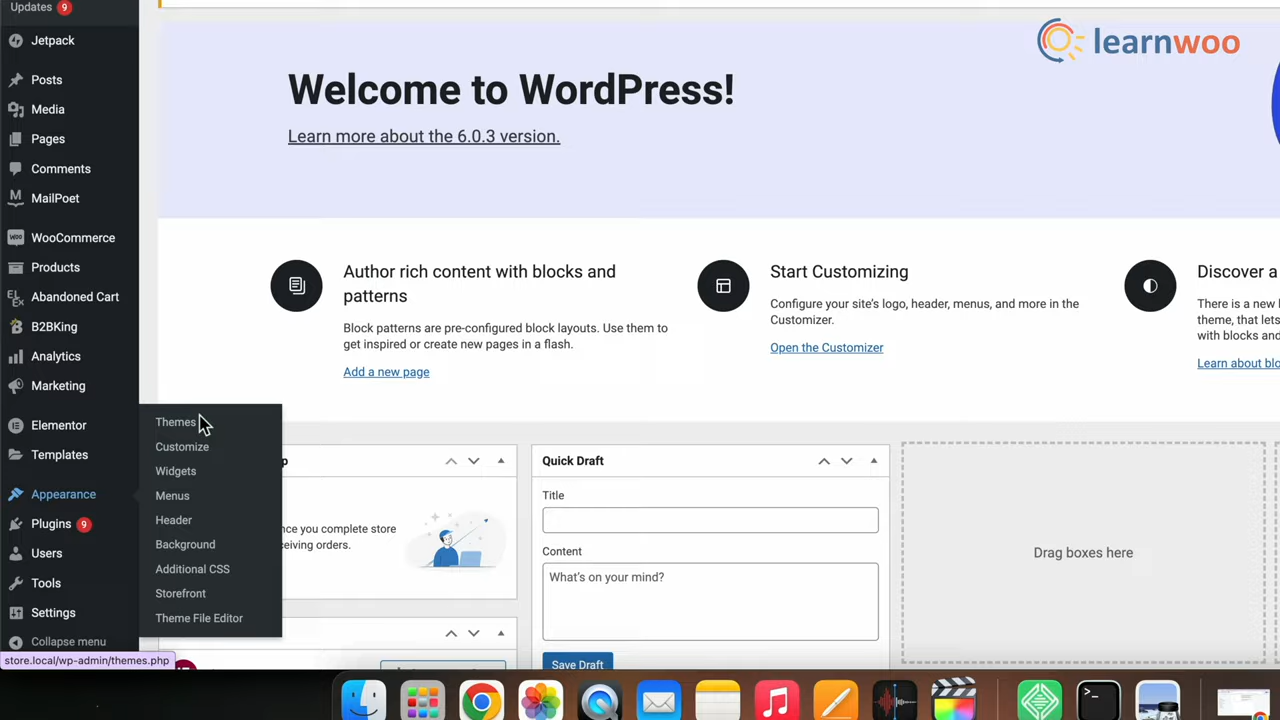 Updates 9
Jetpack
Posts
Media
Pages
Comments
MailPoet
WooCommerce
Products
Abandoned Cart
B2BKing
Analytics
Marketing
Elementor
Templates
Appearance
Plugins 9
Users
Tools
Settings
Collapse menu
store.local/wp-admin/themes.php
Themes
Customize
Widgets
Menus
Header
Background
Additional CSS
Storefront
Theme File Editor
learnwoo
Welcome to WordPress!
Learn more about the 6.0.3 version.
Author rich content with blocks and
patterns
Block patterns are pre-configured block layouts. Use them to
get inspired or create new pages in a flash.
Add a new page
Start Customizing
Configure your site's logo, header, menus, and more in the
Customizer.
Open the Customizer
Discover a
There is a new
theme, that lets
with blocks and
Learn about blo
once you complete store
ceiving orders.
Quick Draft
Title
Content
What's on your mind?
Save Draft
Drag boxes here